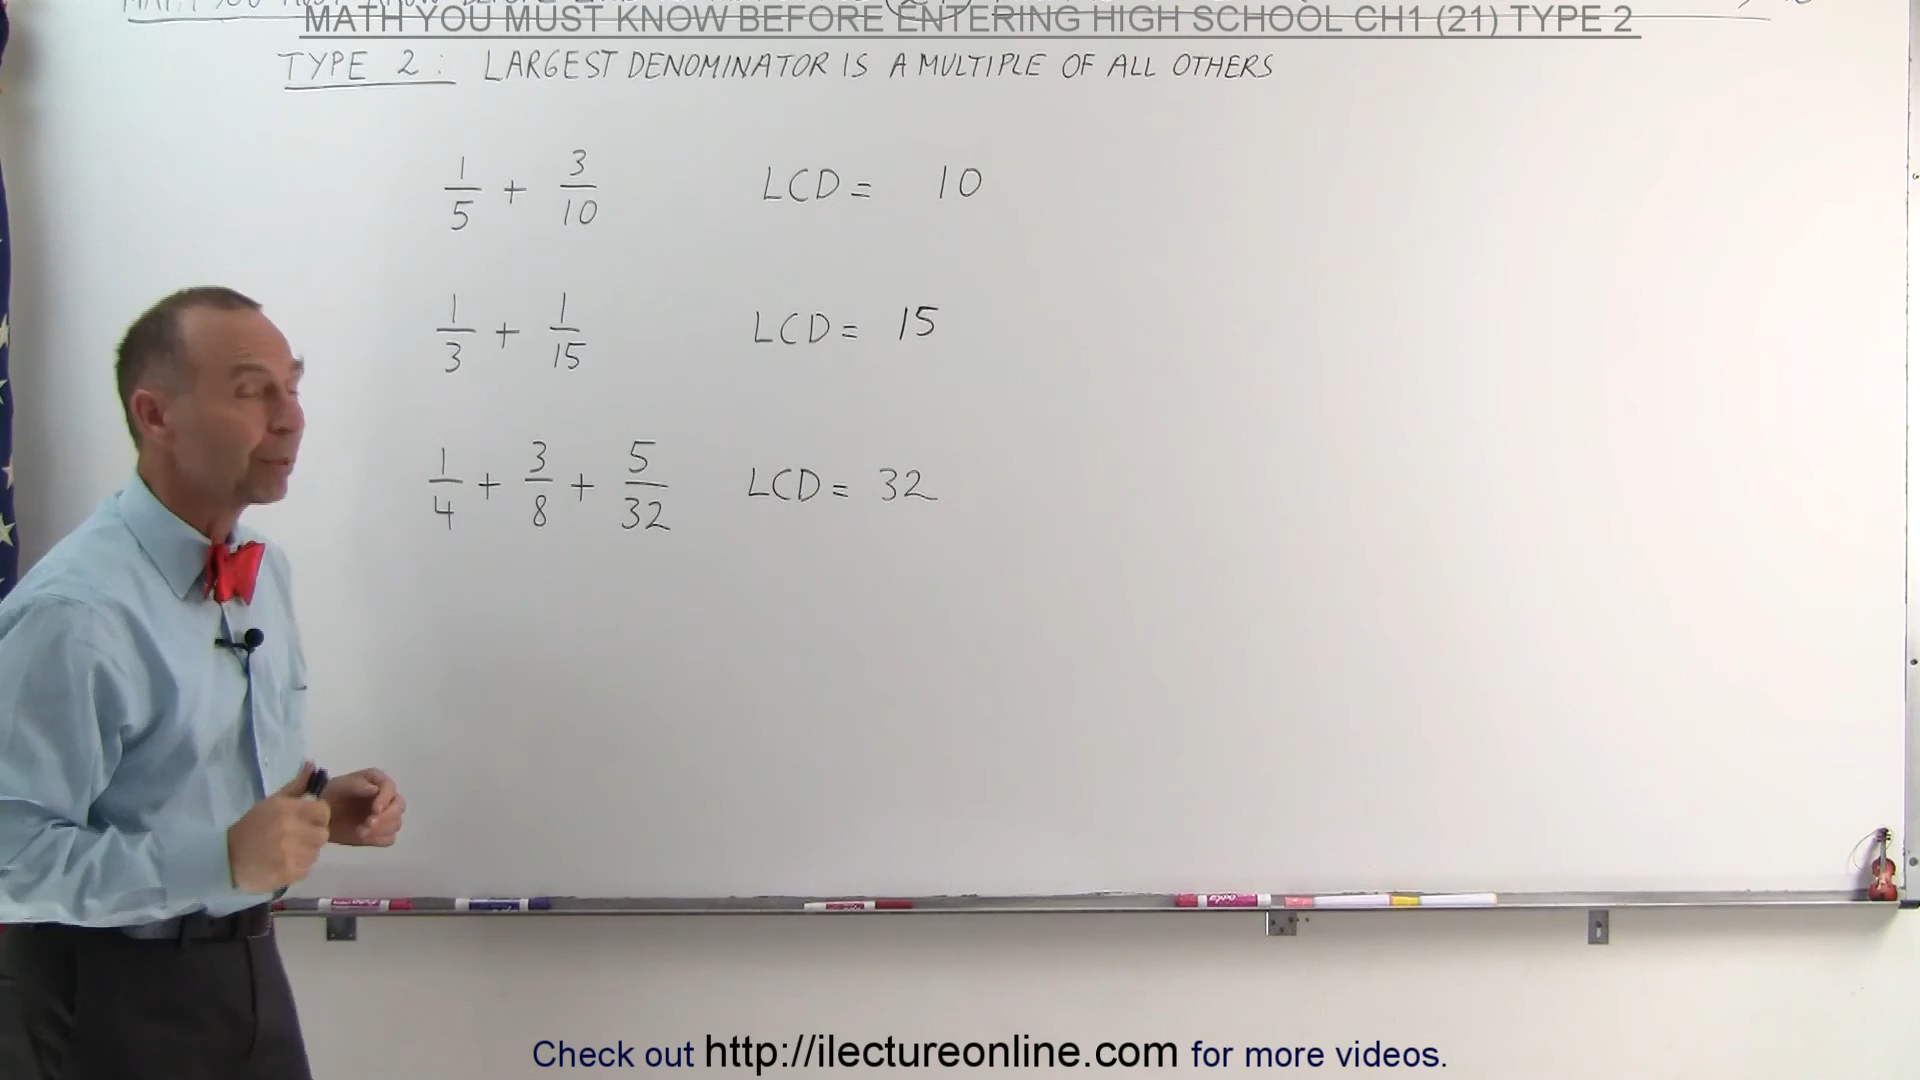 MATH YOU MUST KNOW BEFORE ENTERING HIGH SCHOOL CH1 (21) TYPE 2
TYPE 2: LARGEST DENOMINATOR IS A MULTIPLE OF ALL OTHERS
1/5 + 3/10 LCD = 10
1/3 + 1/15 LCD = 15
1/4 + 3/8 + 5/32 LCD = 32
Check out http://ilectureonline.com for more videos.